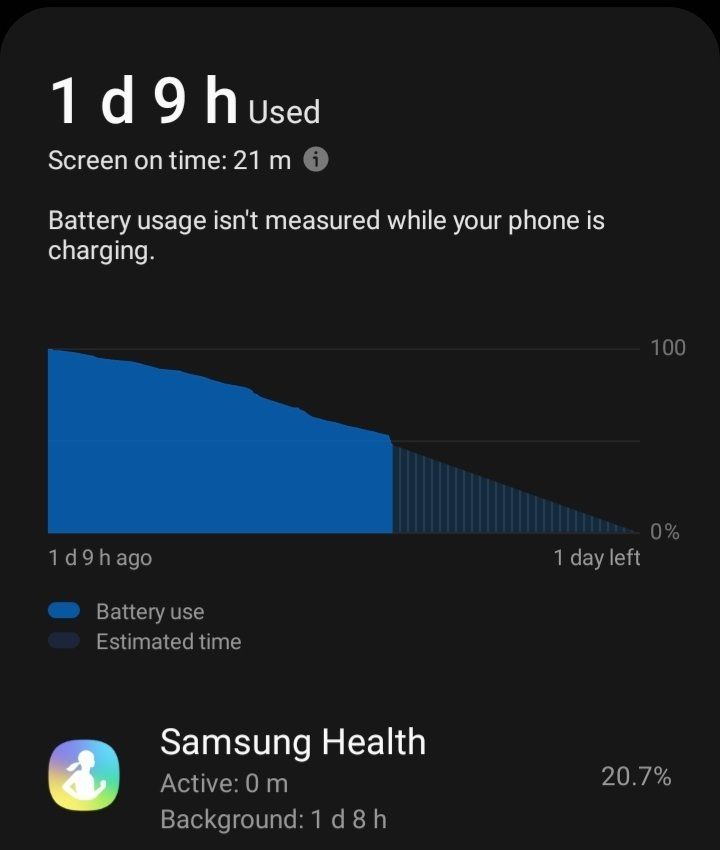 1 d 9 h Used
Screen on time: 21 m
Battery usage isn't measured while your phone is
charging.
100
0%
1 d 9 h ago
1 day left
Battery use
Estimated time
Samsung Health
Active: 0 m
20.7%
Background: 1 d 8 h